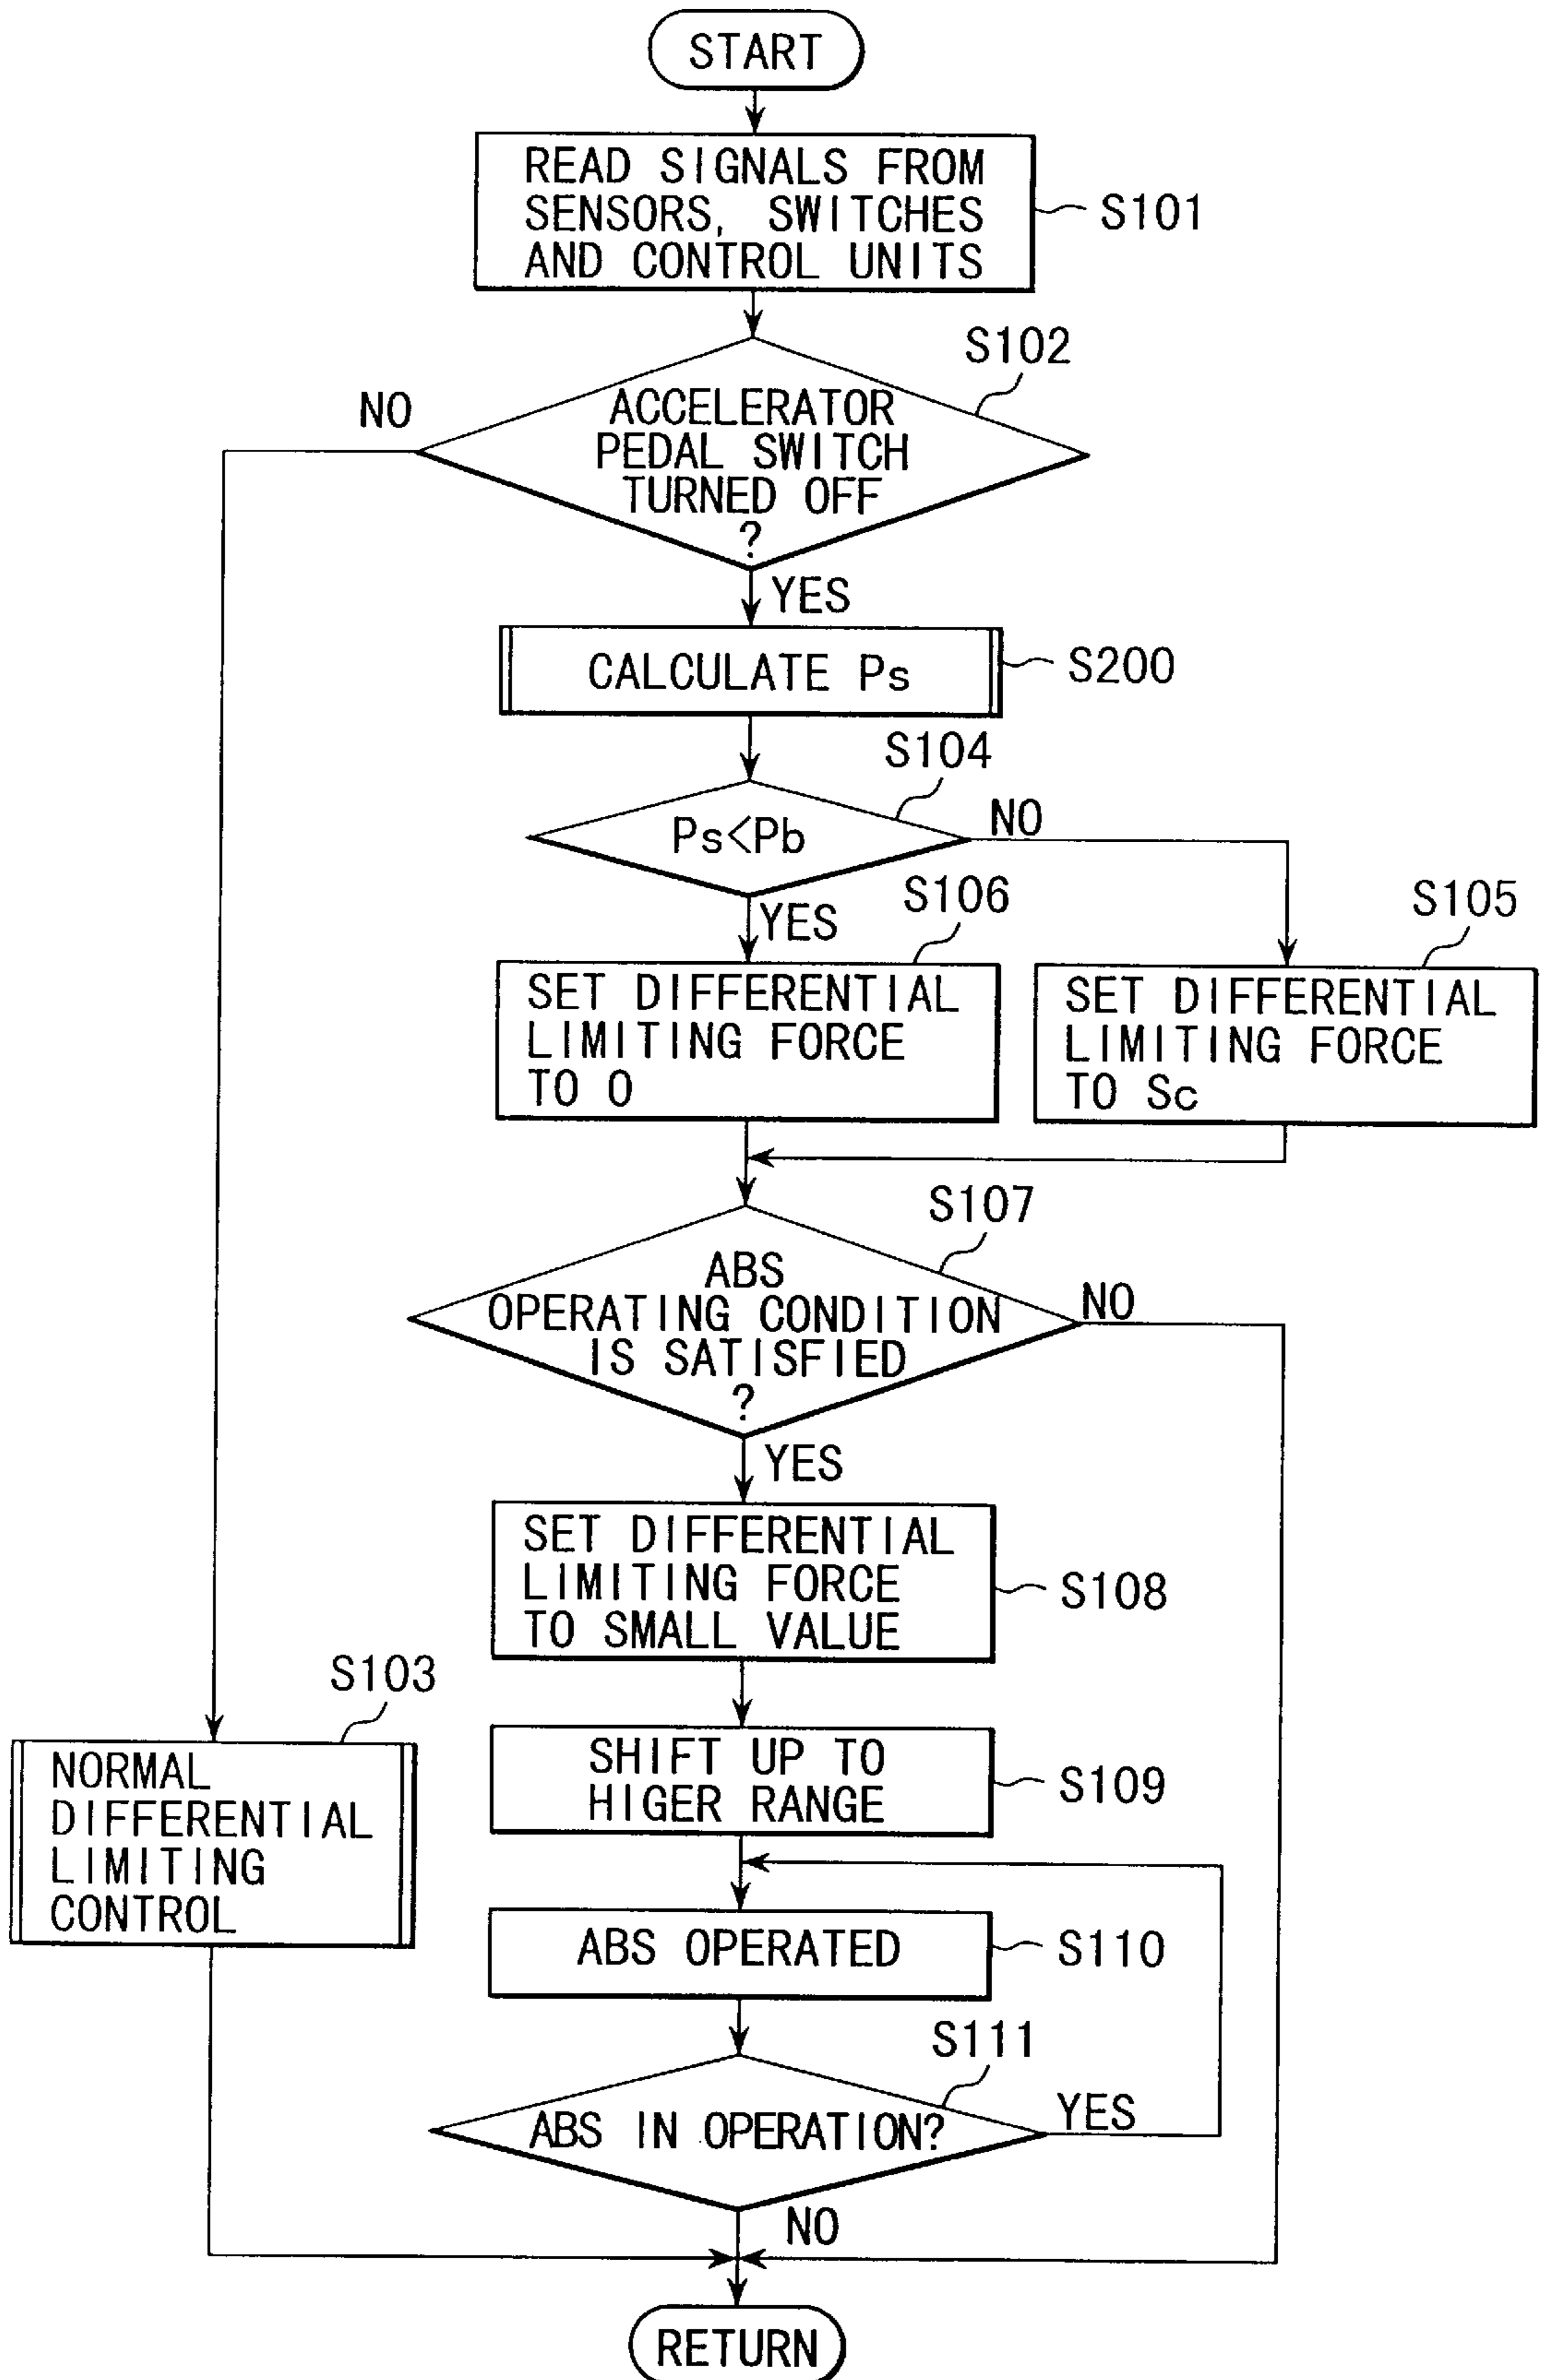 START
READ SIGNALS FROM
SENSORS, SWITCHES
AND CONTROL UNITS
S101
S102
NO
ACCELERATOR
PEDAL SWITCH
TURNED OFF
?
YES
CALCULATE Ps
S200
S104
Ps<Pb
NO
YES
S106
S105
SET DIFFERENTIAL
LIMITING FORCE
TO 0
SET DIFFERENTIAL
LIMITING FORCE
TO Sc
S107
ABS
OPERATING CONDITION
IS SATISFIED
?
NO
YES
SET DIFFERENTIAL
LIMITING FORCE
TO SMALL VALUE
S108
S103
NORMAL
DIFFERENTIAL
LIMITING
CONTROL
SHIFT UP TO
HIGER RANGE
S109
ABS OPERATED
S110
S111
ABS IN OPERATION?
YES
NO
RETURN